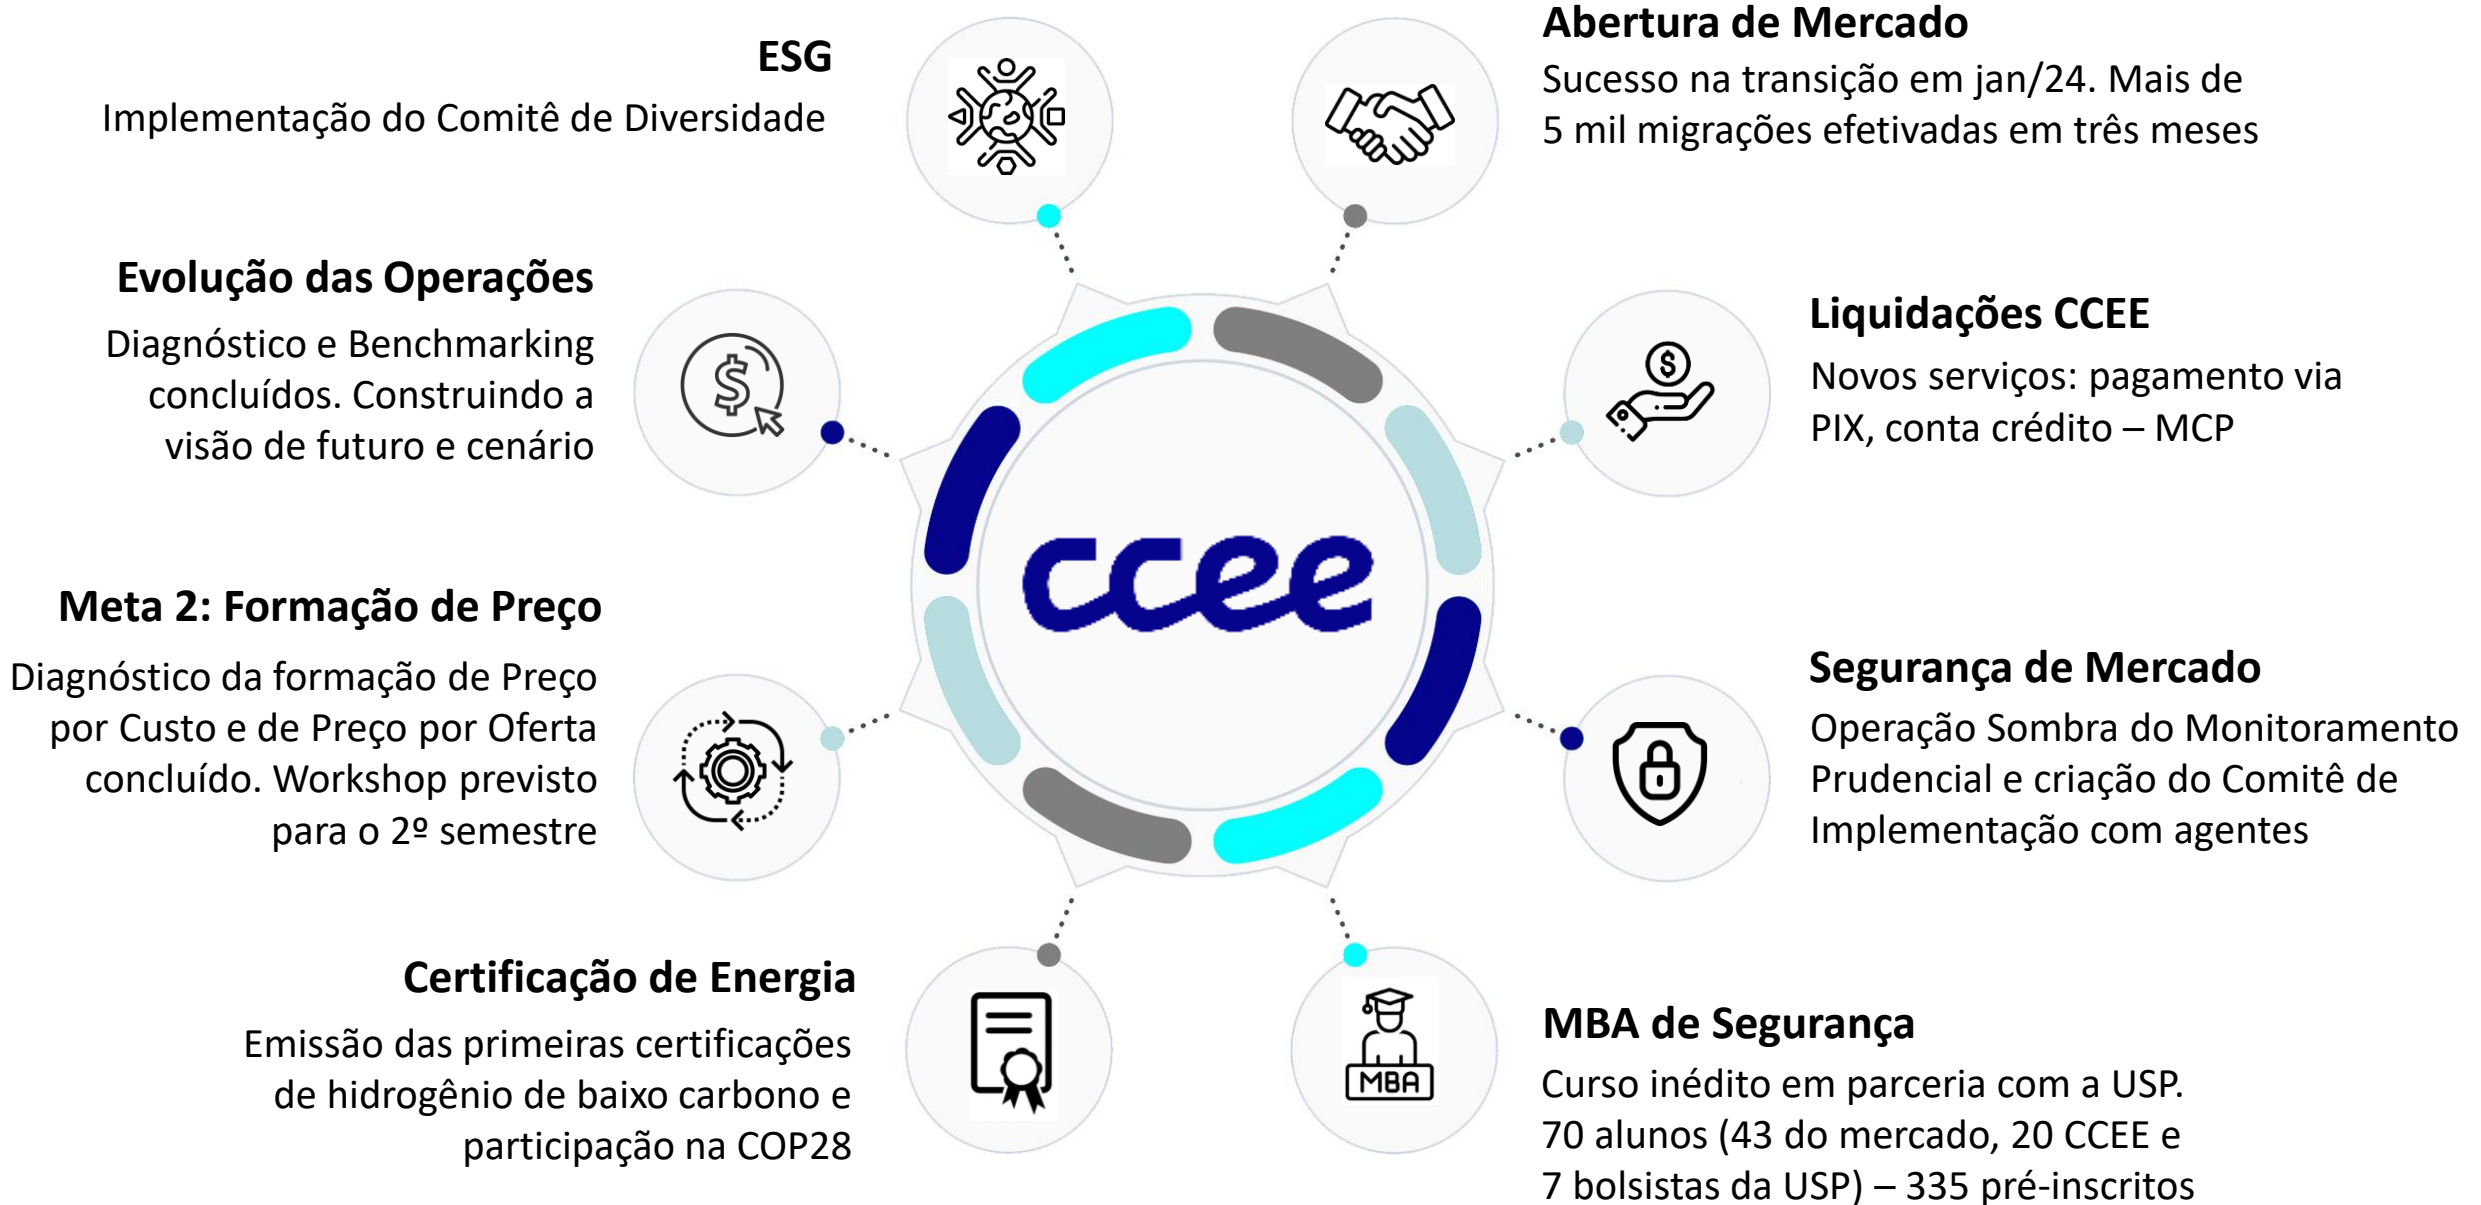 ESG
Implementação do Comitê de Diversidade
Abertura de Mercado
Sucesso na transição em jan/24. Mais de
5 mil migrações efetivadas em três meses
Evolução das Operações
Diagnóstico e Benchmarking
concluídos. Construindo a
visão de futuro e cenário
Liquidações CCEE
Novos serviços: pagamento via
PIX, conta crédito – MCP
ccee
Meta 2: Formação de Preço
Diagnóstico da formação de Preço
por Custo e de Preço por Oferta
concluído. Workshop previsto
para o 2º semestre
Segurança de Mercado
Operação Sombra do Monitoramento
Prudencial e criação do Comitê de
Implementação com agentes
Certificação de Energia
Emissão das primeiras certificações
de hidrogênio de baixo carbono e
participação na COP28
MBA
MBA de Segurança
Curso inédito em parceria com a USP.
70 alunos (43 do mercado, 20 CCEE e
7 bolsistas da USP) – 335 pré-inscritos